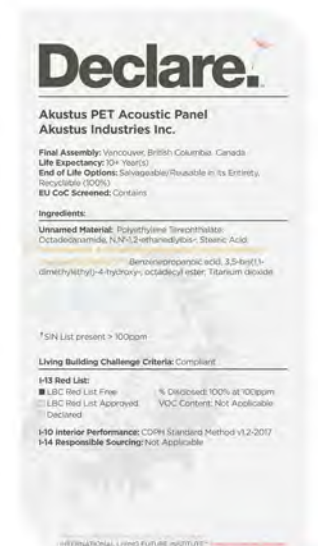 Declare.
Akustus PET Acoustic Panel
Akustus Industries Inc.
Final Assembly: Vancouver, British Columbia, Canada
Life Expectancy: 10+ Year(s)
End of Life Options: Salvageable/Reusable in its Entirety,
Recyclable (100%)
EU CoC Screened: Contains
Ingredients:
Unnamed Material: Polyethylene Terephthalate;
Octadecanamide, N,N'-1,2-ethanediylbis-; Stearic Acid;
Benzenepropanoic acid, 3,5-bis(1,1-
dimethylethyl)-4-hydroxy-, octadecyl ester; Titanium dioxide
SIN List present > 100ppm
Living Building Challenge Criteria: Compliant
I-13 Red List:
LBC Red List Free % Disclosed: 100% at 100ppm
LBC Red List Approved VOC Content: Not Applicable
Declared
I-10 Interior Performance: CDPH Standard Method v1.2-2017
I-14 Responsible Sourcing: Not Applicable
INTERNATIONAL LIVING FUTURE INSTITUTE